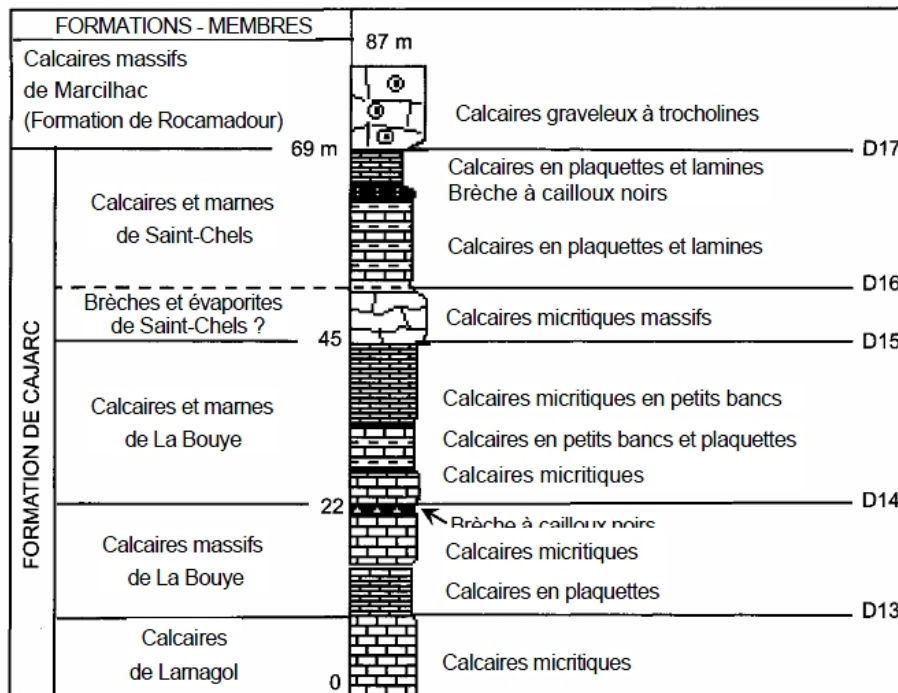 FORMATIONS - MEMBRES
87 m
Calcaires massifs
de Marcilhac
(Formation de Rocamadour)
Calcaires graveleux à trocholines
69 m
D17
Calcaires en plaquettes et lamines
Brèche à cailloux noirs
Calcaires et marnes
de Saint-Chels
Calcaires en plaquettes et lamines
D16
Brèches et évaporites
de Saint-Chels ?
Calcaires micritiques massifs
45
D15
FORMATION DE CAJARC
Calcaires et marnes
de La Bouye
Calcaires micritiques en petits bancs
Calcaires en petits bancs et plaquettes
Calcaires micritiques
22
D14
Brèche à cailloux noirs
Calcaires massifs
de La Bouye
Calcaires micritiques
Calcaires en plaquettes
D13
Calcaires
de Larnagol
Calcaires micritiques
0